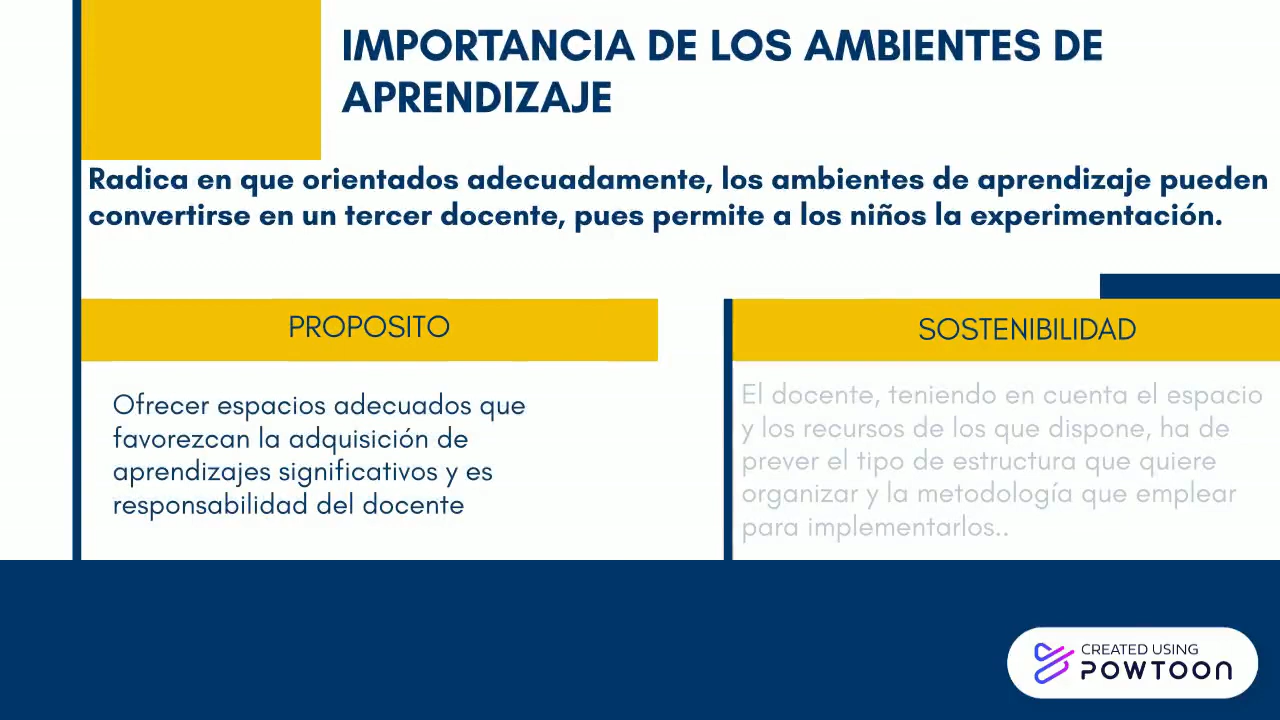 IMPORTANCIA DE LOS AMBIENTES DE
APRENDIZAJE
Radica en que orientados adecuadamente, los ambientes de aprendizaje pueden
convertirse en un tercer docente, pues permite a los niños la experimentación.
PROPOSITO
Ofrecer espacios adecuados que
favorezcan la adquisición de
aprendizajes significativos y es
responsabilidad del docente
SOSTENIBILIDAD
El docente, teniendo en cuenta el espacio
y los recursos de los que dispone, ha de
prever el tipo de estructura que quiere
organizar y la metodología que emplear
para implementarlos..
CREATED USING
POWTOON